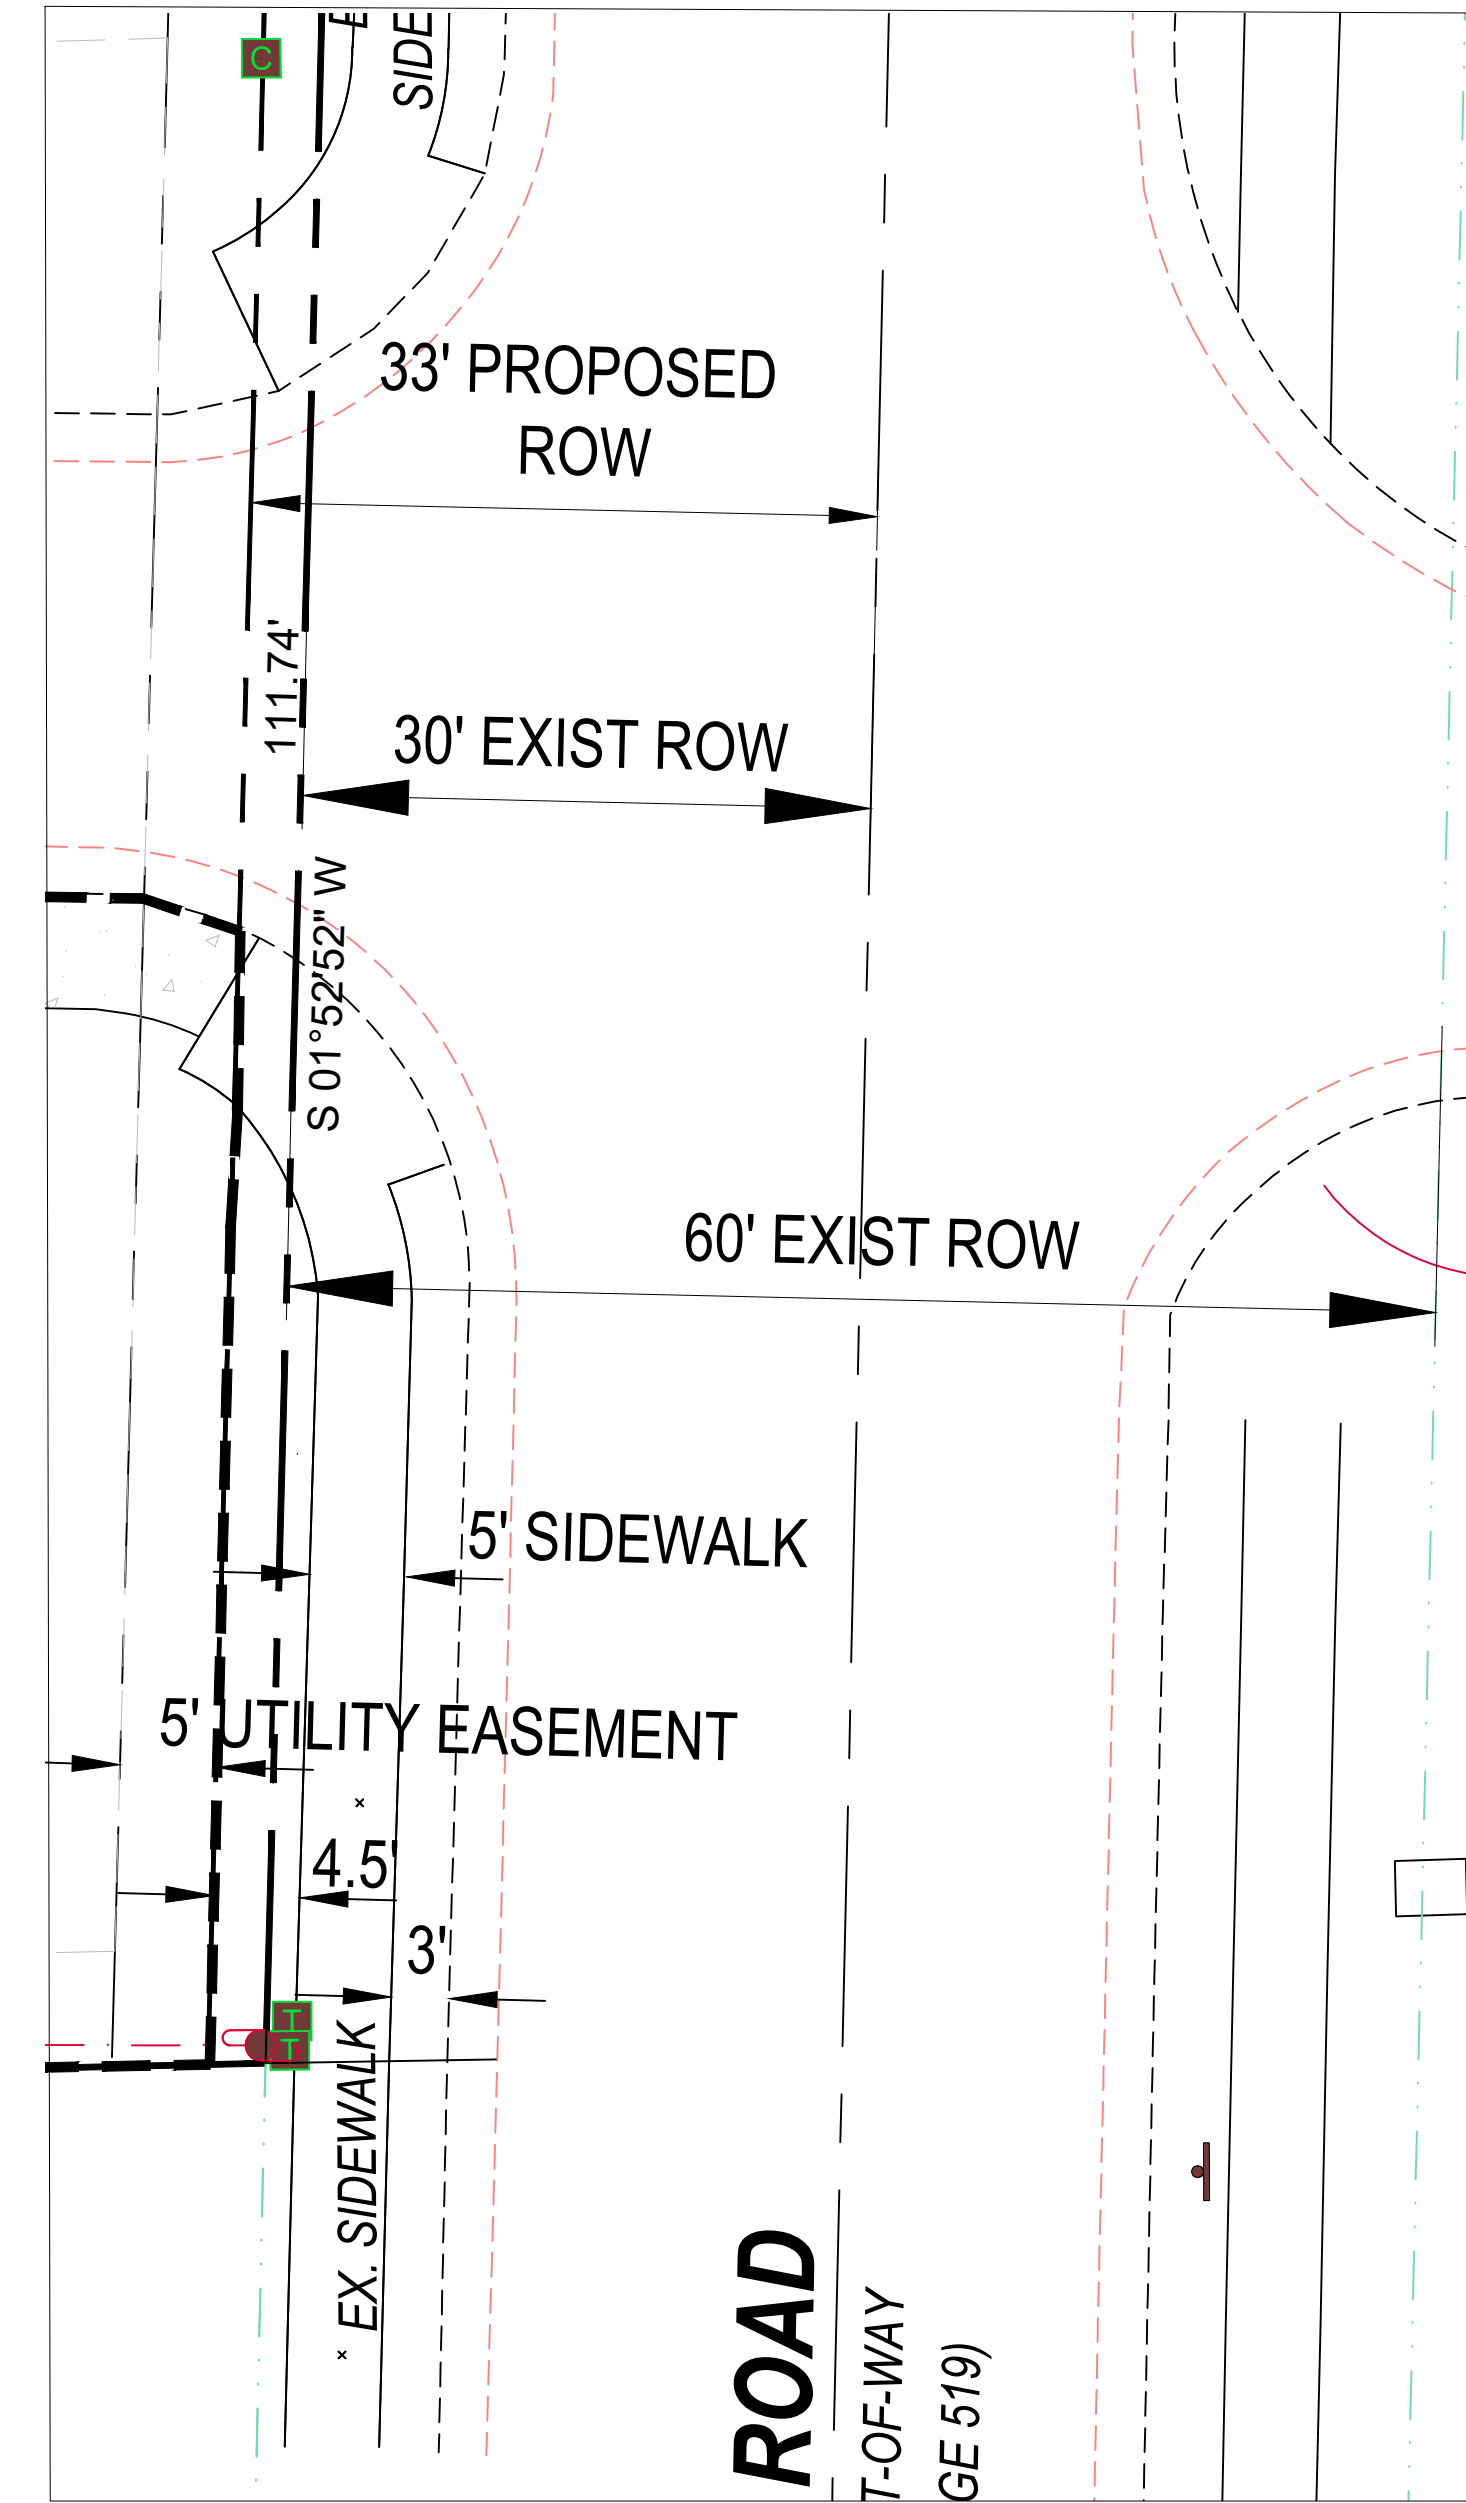 C
SIDE
33' PROPOSED
ROW
111.74'
30' EXIST ROW
S 01°52'52" W
60' EXIST ROW
5' SIDEWALK
5' UTILITY EASEMENT
4.5'
3'
T
T
EX. SIDEWALK
ROAD
T-OF-WAY
GE 519)